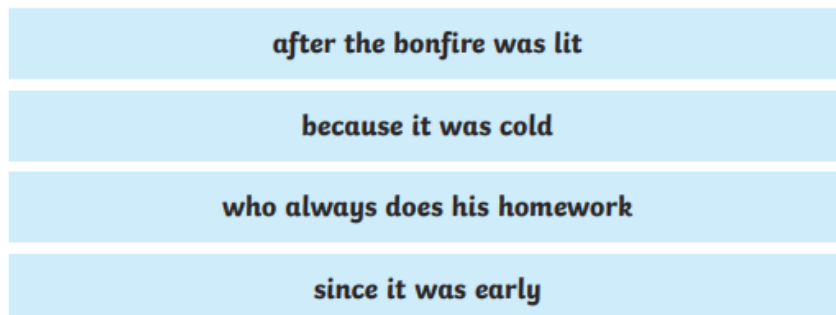 after the bonfire was lit
because it was cold
who always does his homework
since it was early